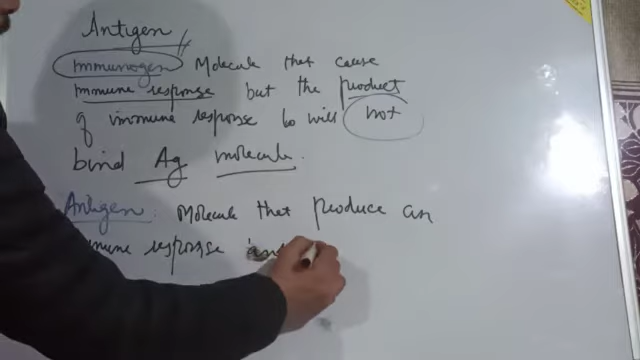 Antigen
Immunogen Molecule that cause
immune response but the product
of immune response to will not
bind Ag molecule.
Antigen: Molecule that produce an
immune response